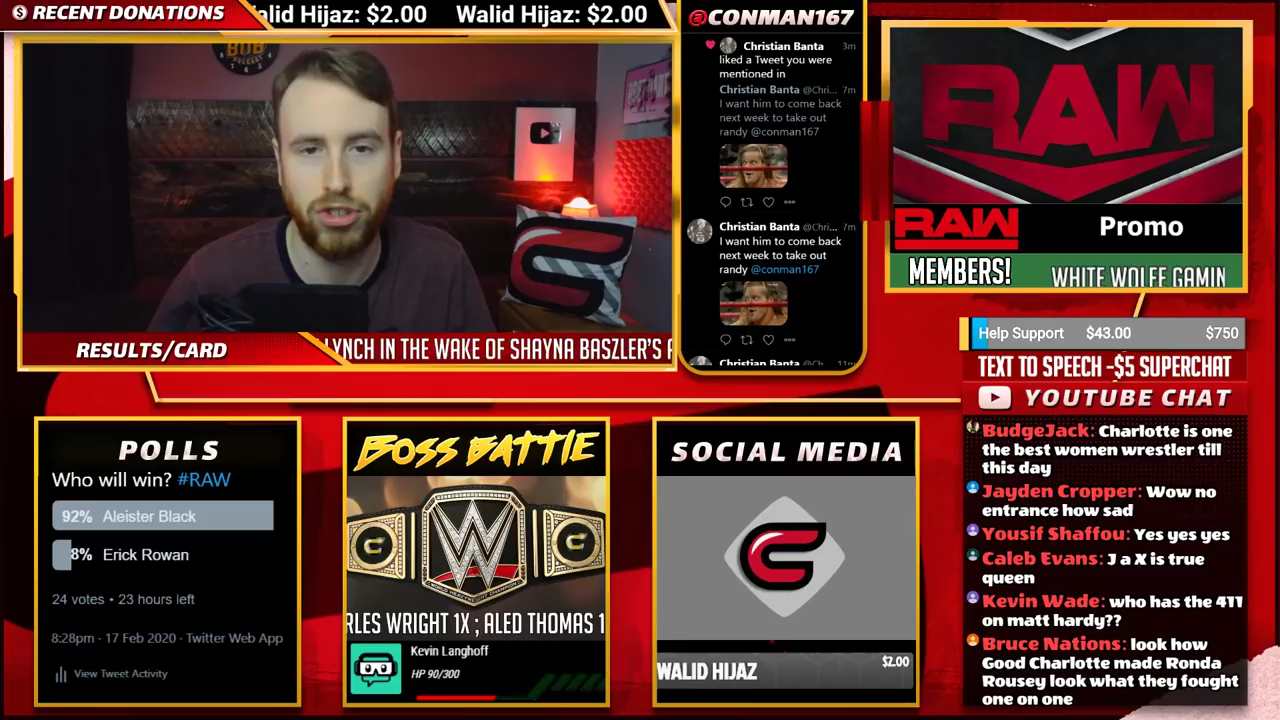 RECENT DONATIONS
alid Hijaz: $2.00 Walid Hijaz: $2.00
RESULTS/CARD
LYNCH IN THE WAKE OF SHAYNA BASZLER'S A
@CONMAN167
Christian Banta 3m
liked a Tweet you were
mentioned in
Christian Banta @Chri... 7m
I want him to come back
next week to take out
randy @conman167
Christian Banta @Chri... 7m
I want him to come back
next week to take out
randy @conman167
Christian Banta @Ch 11m
RAW
RAW
Promo
MEMBERS!
WHITE WOLFE GAMIN
Help Support $43.00 $750
TEXT TO SPEECH -$5 SUPERCHAT
YOUTUBE CHAT
BudgeJack: Charlotte is one
the best women wrestler till
this day
Jayden Cropper: Wow no
entrance how sad
Yousif Shaffou: Yes yes yes
Caleb Evans: J a X is true
queen
Kevin Wade: who has the 411
on matt hardy??
Bruce Nations: look how
Good Charlotte made Ronda
Rousey look what they fought
one on one
POLLS
Who will win? #RAW
92% Aleister Black
8% Erick Rowan
24 votes • 23 hours left
8:28pm · 17 Feb 2020 · Twitter Web App
View Tweet Activity
BOSS BATTLE
W
RLES WRIGHT 1X ; ALED THOMAS 1
Kevin Langhoff
HP 90/300
SOCIAL MEDIA
WALID HIJAZ
$2.00